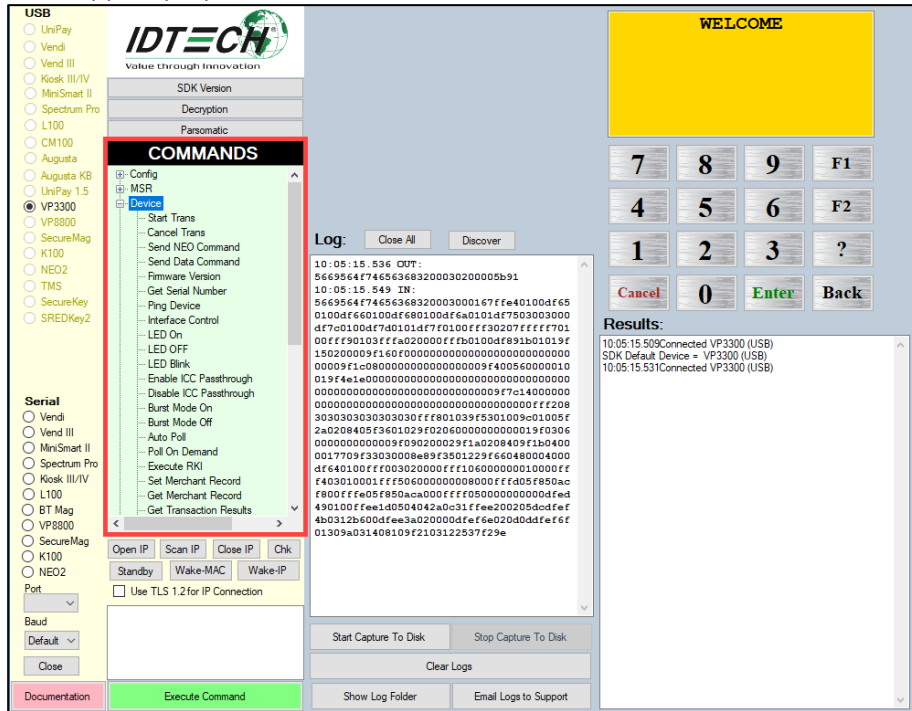 USB
UniPay
Vendi
Vend III
Kiosk III/IV
MiniSmart II
Spectrum Pro
L100
CM100
Augusta
Augusta KB
UniPay 1.5
VP3300
VP8800
SecureMag
K100
NEO2
TMS
SecureKey
SREDKey2
Serial
Vendi
Vend III
MiniSmart II
Spectrum Pro
Kiosk III/IV
L100
BT Mag
VP8800
SecureMag
K100
NEO2
Port
Baud
Default
Close
Documentation
IDTECH®
Value through Innovation
SDK Version
Decryption
Parsomatic
COMMANDS
Config
MSR
Device
Start Trans
Cancel Trans
Send NEO Command
Send Data Command
Firmware Version
Get Serial Number
Ping Device
Interface Control
LED On
LED OFF
LED Blink
Enable ICC Passthrough
Disable ICC Passthrough
Burst Mode On
Burst Mode Off
Auto Poll
Poll On Demand
Execute RKI
Set Merchant Record
Get Merchant Record
Get Transaction Results
Open IP Scan IP Close IP Chk
Standby Wake-MAC Wake-IP
Use TLS 1.2 for IP Connection
Execute Command
Log: Close All Discover
10:05:15.536 OUT:
5669564f74656368320003020005b91
10:05:15.549 IN:
5669564f74656368320003000167ffe40100df65
0100df660100df680100df6a0101df7503003000
df7c0100df7d0101df7f0100fff30207fffff701
00fff90103fffa020000fffb0100df891b01019f
150200009f160f00000000000000000000000000
00009f1c0800000000000000009f400560000010
019f4e1e00000000000000000000000000000000
0000000000000000000000000000009f7c14000000
0000000000000000000000000000000000fff208
3030303030303030fff801039f5301009c01005f
2a0208405f3601029f02060000000000019f0306
0000000000009f090200029f1a0208409f1b0400
0017709f33030008e89f3501229f660480004000
df640100fff003020000fff10600000010000ff
f403010001fff506000000008000fffd05f850ac
f800fffe05f850aca000ffff050000000000dfed
490100ffee1d0504042a0c31ffee200205dcdfef
4b0312b600dfee3a020000dfef6e020d0ddfef6f
01309a031408109f2103122537f29e
Start Capture To Disk Stop Capture To Disk
Clear Logs
Show Log Folder Email Logs to Support
WELCOME
7 8 9 F1
4 5 6 F2
1 2 3 ?
Cancel 0 Enter Back
Results:
10:05:15.509Connected VP3300 (USB)
SDK Default Device = VP3300 (USB)
10:05:15.531Connected VP3300 (USB)